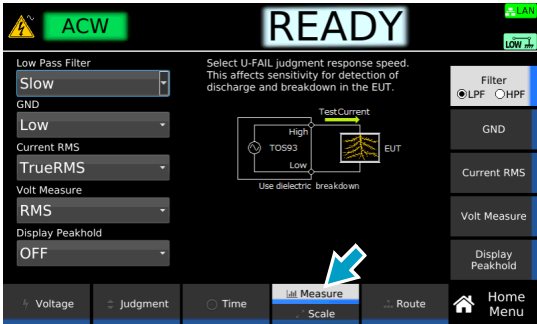 ACW
READY
LAN
LOW
Low Pass Filter
Slow
GND
Low
Current RMS
TrueRMS
Volt Measure
RMS
Display Peakhold
OFF
Select U-FAIL judgment response speed.
This affects sensitivity for detection of
discharge and breakdown in the EUT.
TestCurrent
High
TOS93
EUT
Low
Use dielectric breakdown
Filter
LPF HPF
GND
Current RMS
Volt Measure
Display
Peakhold
Voltage
Judgment
Time
Measure
Scale
Route
Home
Menu